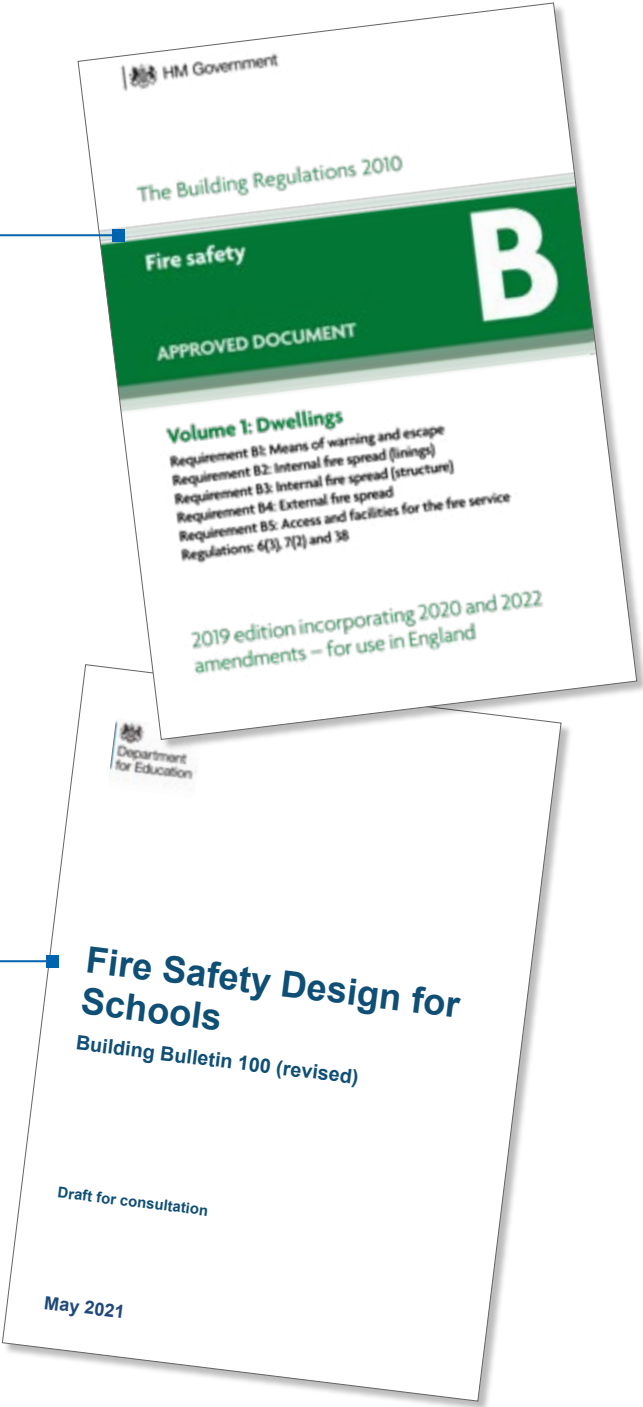 HM Government
The Building Regulations 2010
Fire safety
B
APPROVED DOCUMENT
Volume 1: Dwellings
Requirement B1: Means of warning and escape
Requirement B2: Internal fire spread (linings)
Requirement B3: Internal fire spread (structure)
Requirement B4: External fire spread
Requirement B5: Access and facilities for the fire service
Regulations: 6(3), 7(2) and 38
2019 edition incorporating 2020 and 2022
amendments – for use in England
Department
for Education
Fire Safety Design for
Schools
Building Bulletin 100 (revised)
Draft for consultation
May 2021